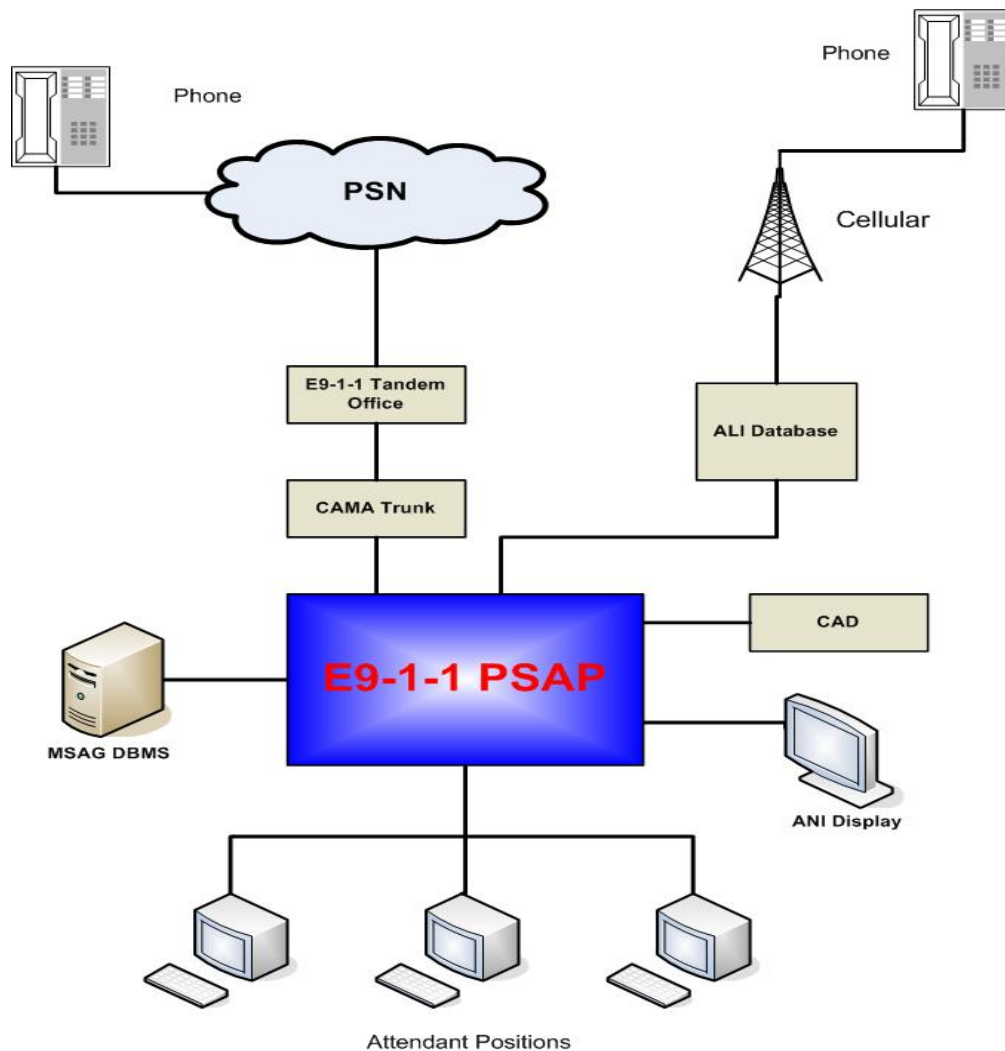 Phone
Phone
PSN
Cellular
E9-1-1 Tandem
Office
ALI Database
CAMA Trunk
CAD
E9-1-1 PSAP
MSAG DBMS
ANI Display
Attendant Positions